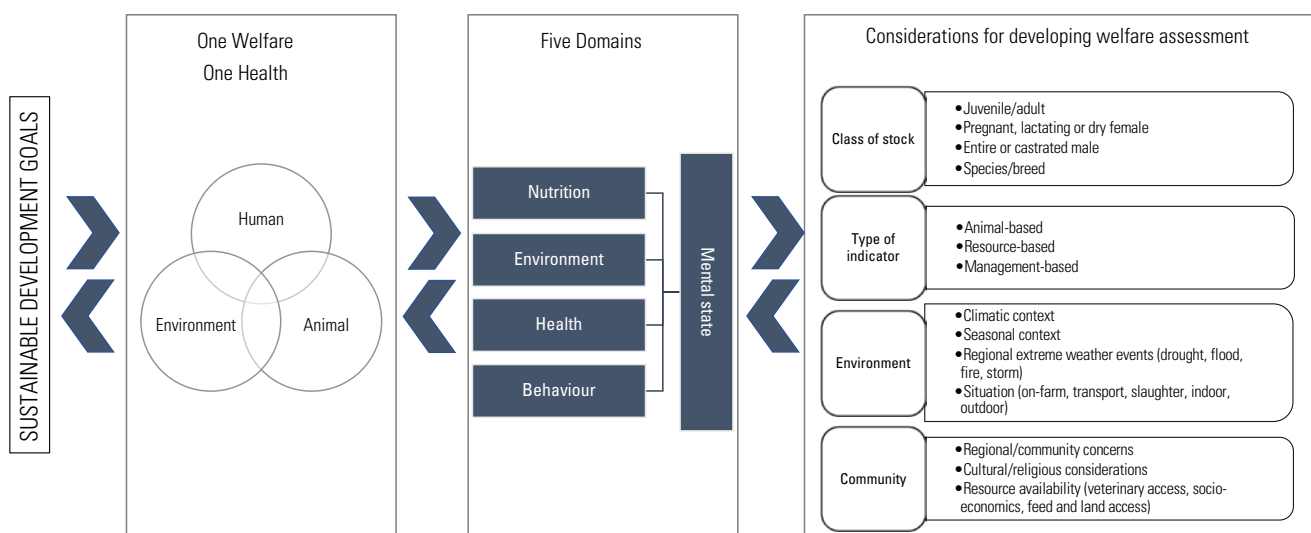 SUSTAINABLE DEVELOPMENT GOALS
One Welfare
One Health
Human
Environment
Animal
Five Domains
Nutrition
Environment
Health
Behaviour
Mental state
Considerations for developing welfare assessment
Class of stock
•Juvenile/adult
•Pregnant, lactating or dry female
•Entire or castrated male
•Species/breed
Type of
indicator
•Animal-based
•Resource-based
•Management-based
Environment
•Climatic context
•Seasonal context
•Regional extreme weather events (drought, flood,
fire, storm)
•Situation (on-farm, transport, slaughter, indoor,
outdoor)
Community
•Regional/community concerns
•Cultural/religious considerations
•Resource availability (veterinary access, socio-
economics, feed and land access)